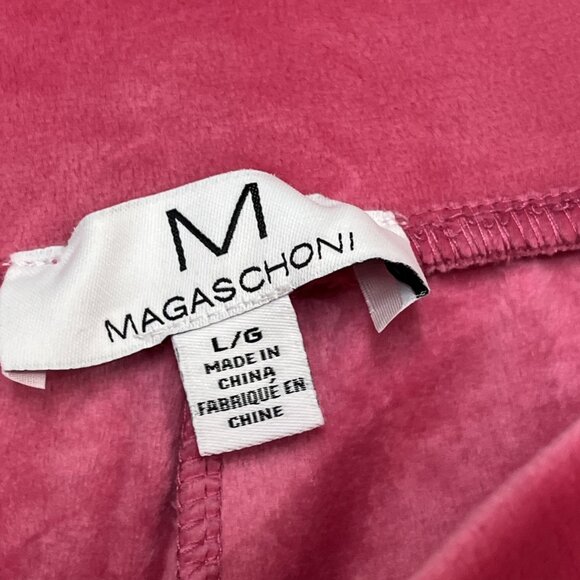 M
MAGASCHONI
L/G
MADE IN
CHINA
FABRIQUÉ EN
CHINE